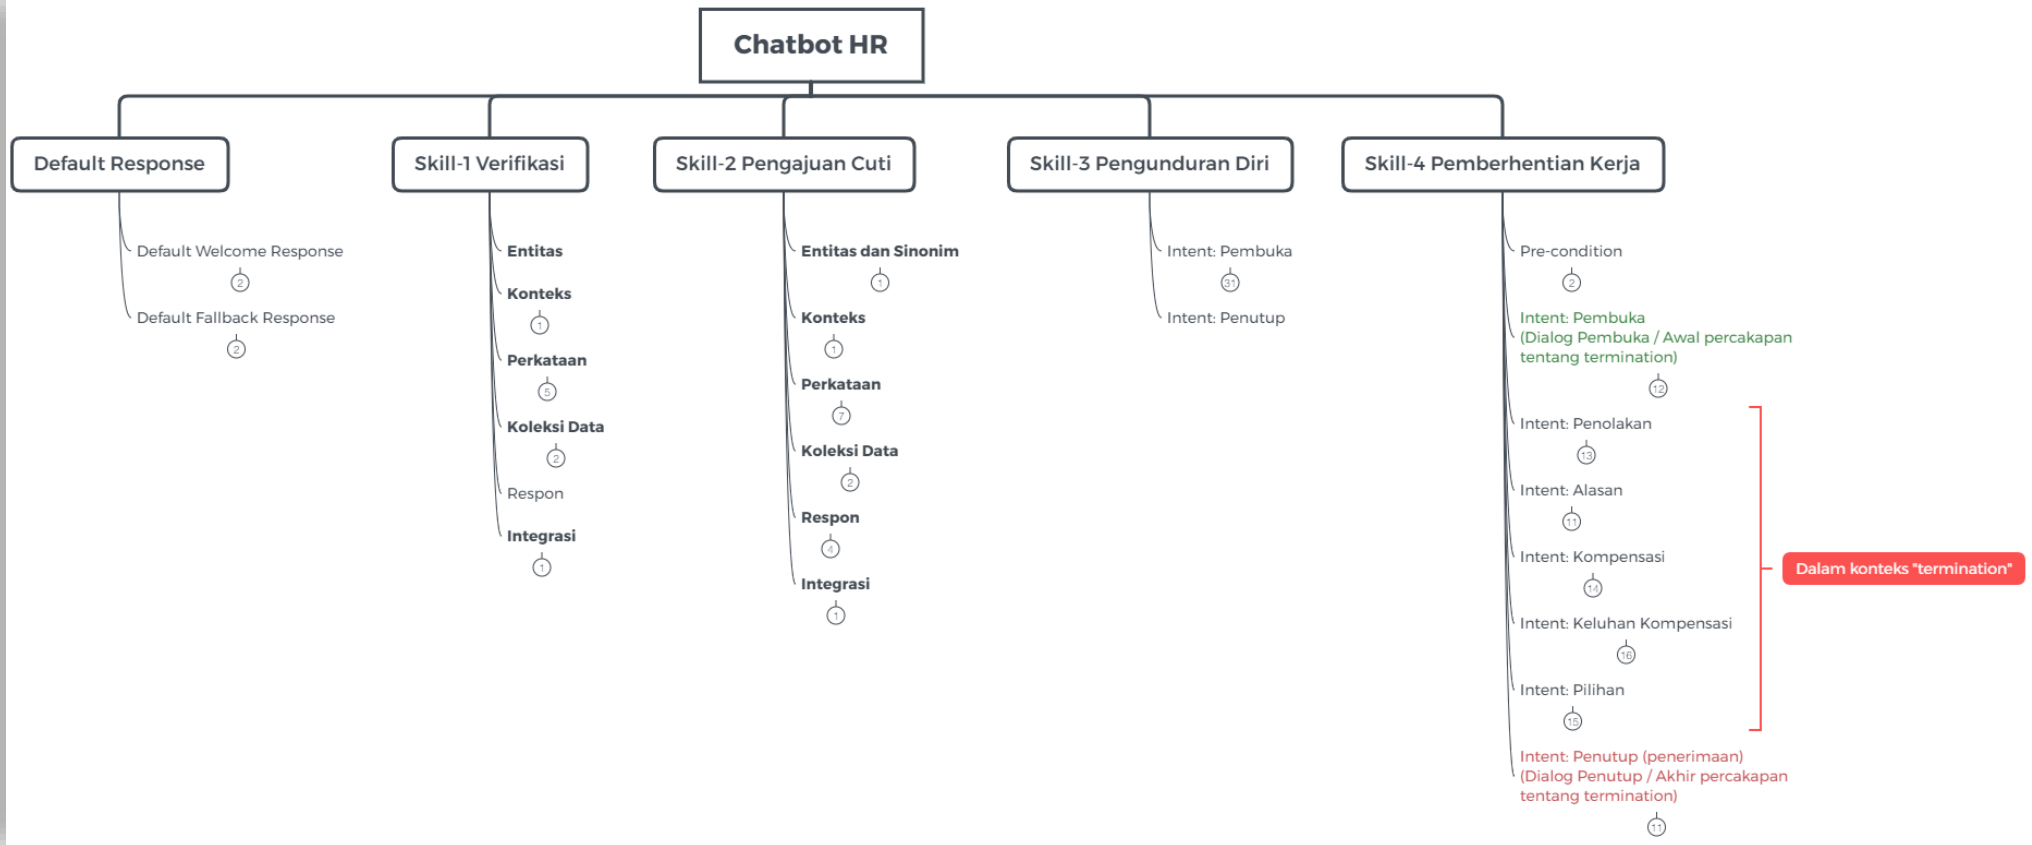 Chatbot HR
Default Response
Default Welcome Response
2
Default Fallback Response
2
Skill-1 Verifikasi
Entitas
Konteks
1
Perkataan
5
Koleksi Data
2
Respon
Integrasi
1
Skill-2 Pengajuan Cuti
Entitas dan Sinonim
1
Konteks
1
Perkataan
7
Koleksi Data
2
Respon
4
Integrasi
1
Skill-3 Pengunduran Diri
Intent: Pembuka
31
Intent: Penutup
Skill-4 Pemberhentian Kerja
Pre-condition
2
Intent: Pembuka
(Dialog Pembuka / Awal percakapan
tentang termination)
12
Intent: Penolakan
13
Intent: Alasan
11
Intent: Kompensasi
14
Intent: Keluhan Kompensasi
16
Intent: Pilihan
15
Dalam konteks "termination"
Intent: Penutup (penerimaan)
(Dialog Penutup / Akhir percakapan
tentang termination)
11